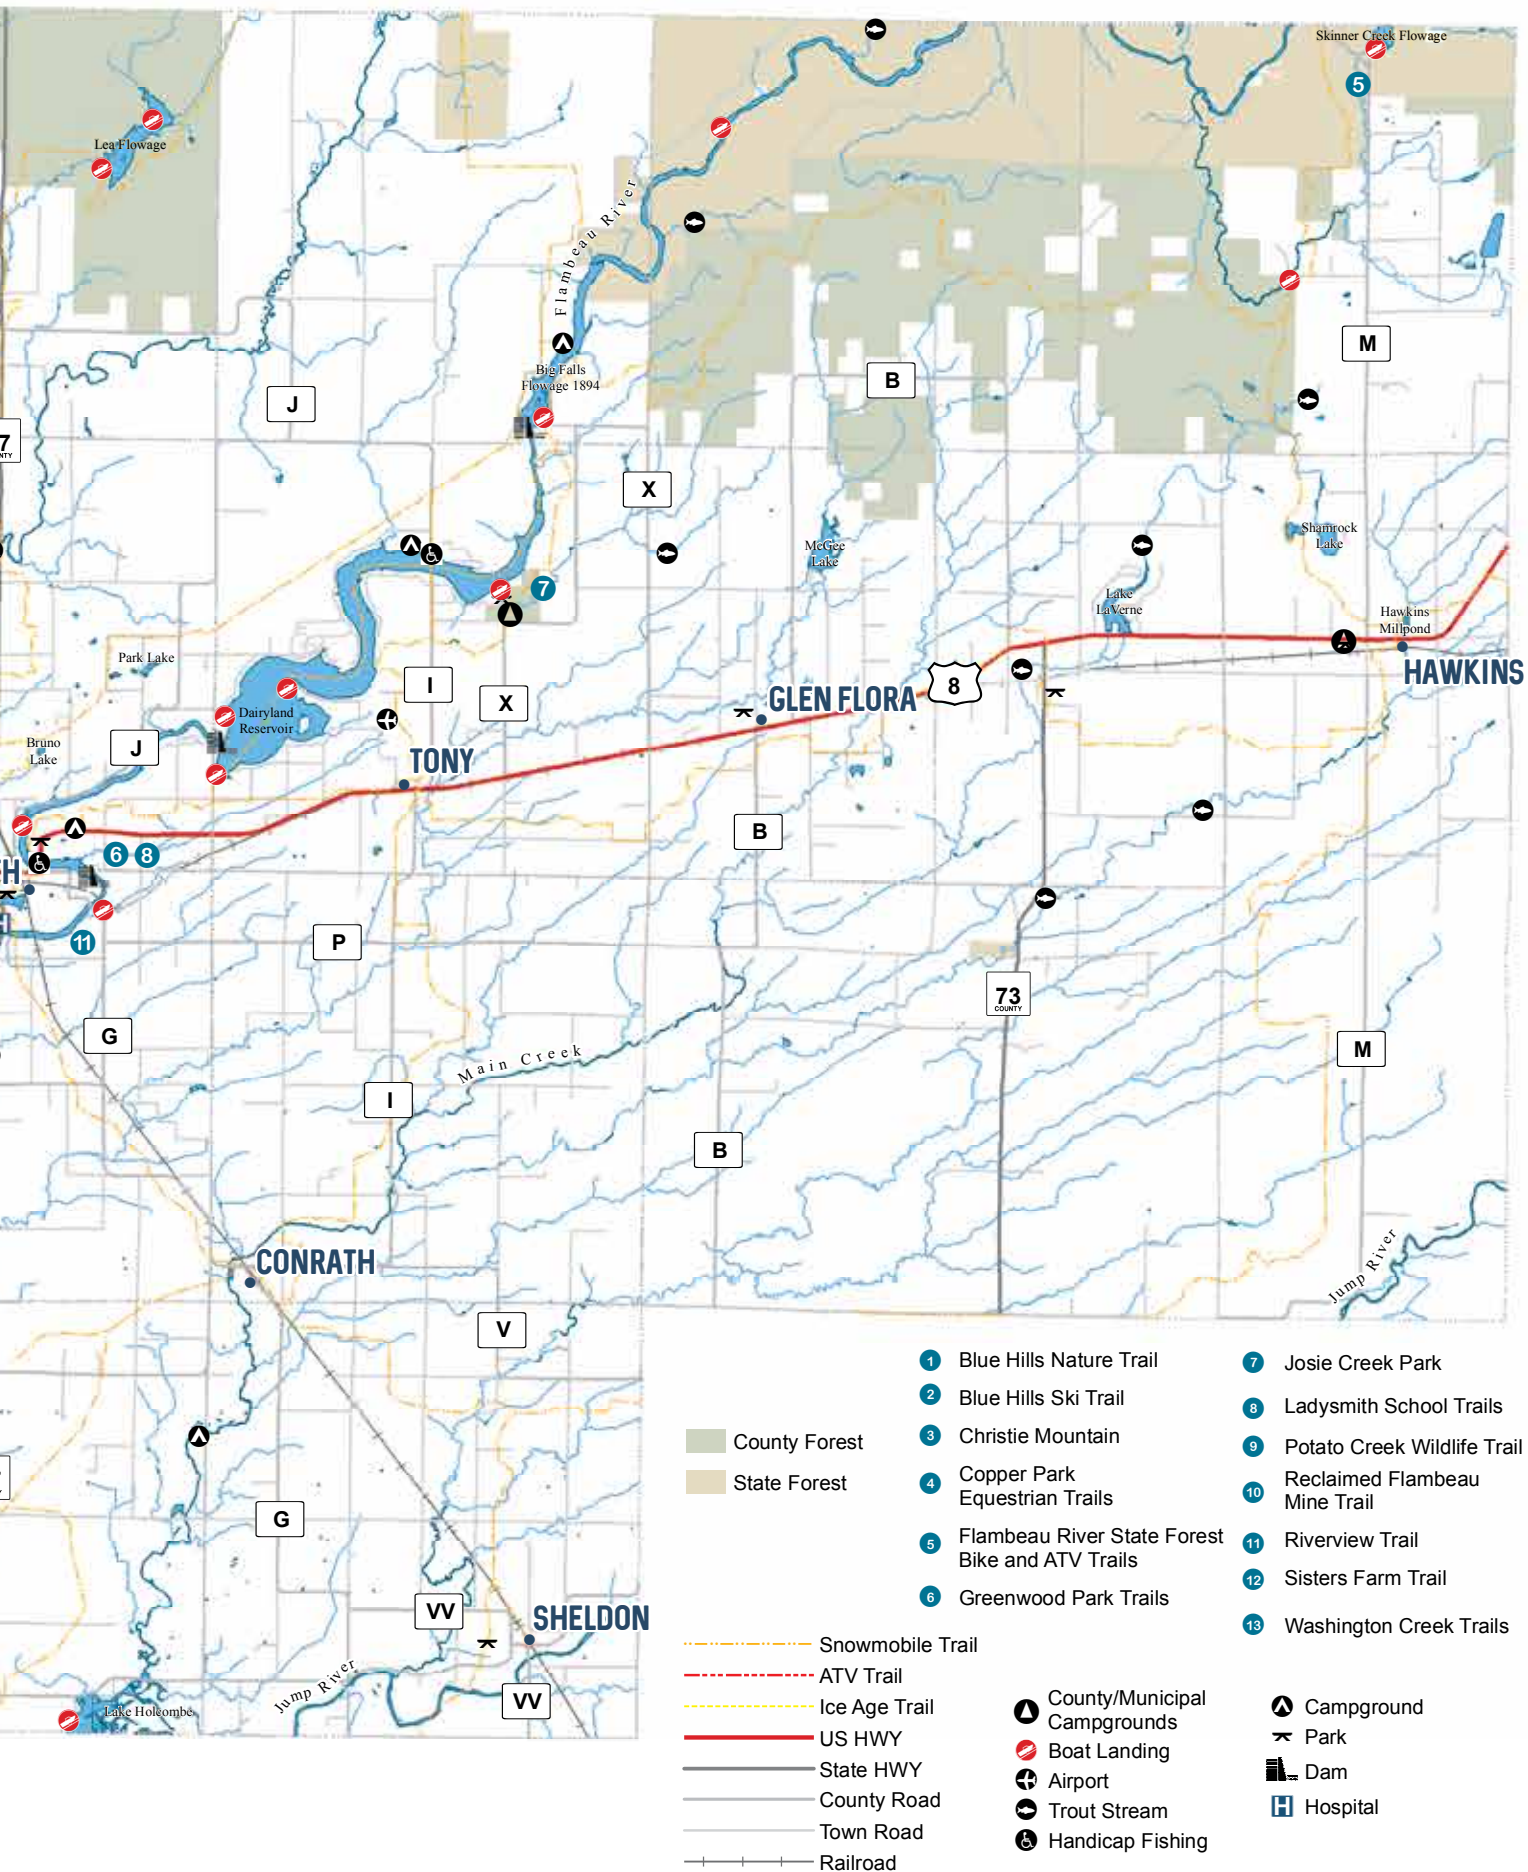 Skinner Creek Flowage
5
Lea Flowage
Flambeau River
M
B
J
Big Falls
Flowage 1894
7
NTY
X
McGee
Lake
Shamrock
Lake
7
Lake
LaVerne
Hawkins
Millpond
HAWKINS
Park Lake
I
X
8
GLEN FLORA
Dairyland
Reservoir
Bruno
Lake
J
TONY
B
6
8
H
H
11
P
73
COUNTY
G
Main Creek
M
I
B
Jump River
CONRATH
V
G
VV
SHELDON
Jump River
VV
Lake Holcombe
County Forest
State Forest
1 Blue Hills Nature Trail
2 Blue Hills Ski Trail
3 Christie Mountain
4 Copper Park
Equestrian Trails
5 Flambeau River State Forest
Bike and ATV Trails
6 Greenwood Park Trails
7 Josie Creek Park
8 Ladysmith School Trails
9 Potato Creek Wildlife Trail
10 Reclaimed Flambeau
Mine Trail
11 Riverview Trail
12 Sisters Farm Trail
13 Washington Creek Trails
Snowmobile Trail
ATV Trail
Ice Age Trail
US HWY
State HWY
County Road
Town Road
Railroad
County/Municipal
Campgrounds
Boat Landing
Airport
Trout Stream
Handicap Fishing
Campground
Park
Dam
H Hospital